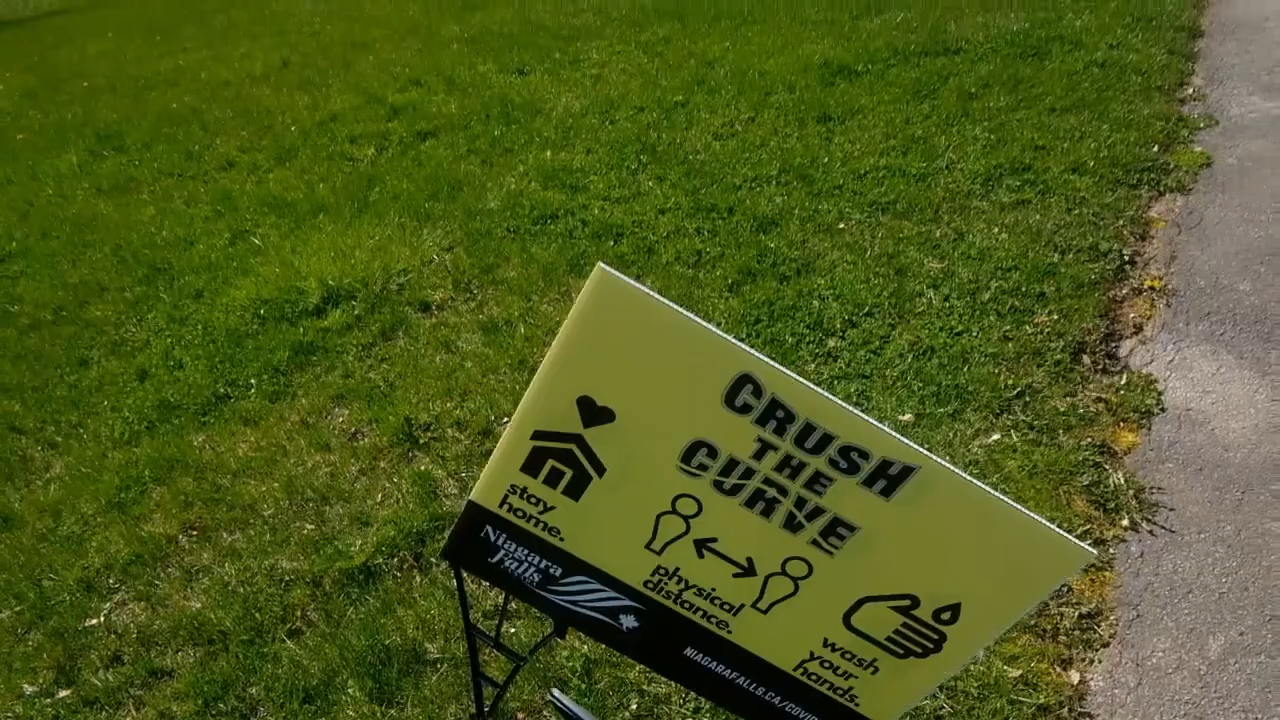 CRUSH
THE
CURVE
stay
home.
physical
distance.
wash
your
hands.
Niagara
Falls
NIAGARAFALLS.CA/COVID